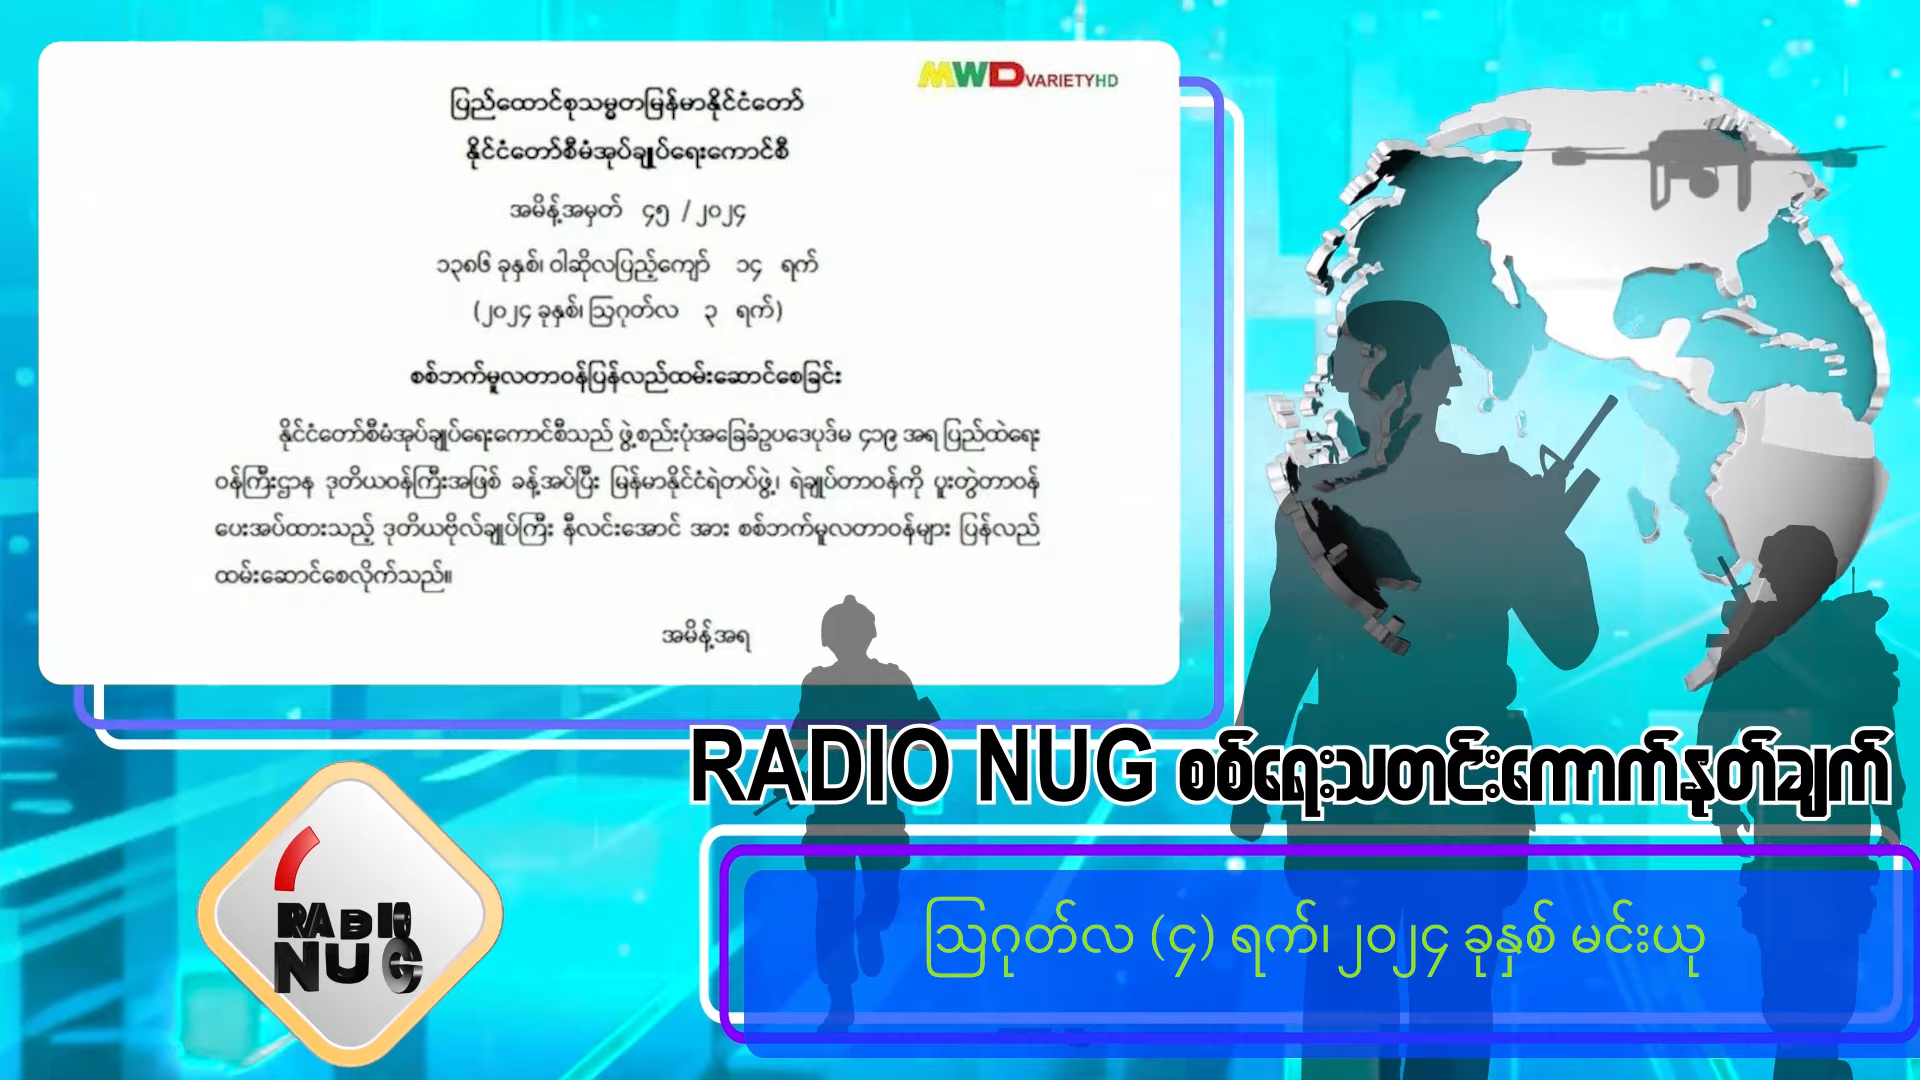 MWD VARIETY HD
ပြည်ထောင်စုသမ္မတမြန်မာနိုင်ငံတော်
နိုင်ငံတော်စီမံအုပ်ချုပ်ရေးကောင်စီ
အမိန့်အမှတ် ၄၅ / ၂၀၂၄
၁၃၈၆ ခုနှစ်၊ ဝါဆိုလပြည့်ကျော် ၁၄ ရက်
(၂၀၂၄ ခုနှစ်၊ ဩဂုတ်လ ၃ ရက်)
စစ်ဘက်မူလတာဝန်ပြန်လည်ထမ်းဆောင်စေခြင်း
နိုင်ငံတော်စီမံအုပ်ချုပ်ရေးကောင်စီသည် ဖွဲ့စည်းပုံအခြေခံဥပဒေပုဒ်မ ၄၁၉ အရ ပြည်ထဲရေး
ဝန်ကြီးဌာန ဒုတိယဝန်ကြီးအဖြစ် ခန့်အပ်ပြီး မြန်မာနိုင်ငံရဲတပ်ဖွဲ့၊ ရဲချုပ်တာဝန်ကို ပူးတွဲတာဝန်
ပေးအပ်ထားသည့် ဒုတိယဗိုလ်ချုပ်ကြီး နီလင်းအောင် အား စစ်ဘက်မူလတာဝန်များ ပြန်လည်
ထမ်းဆောင်စေလိုက်သည်။
အမိန့်အရ
RADIO NUG စစ်ရေးသတင်းကောက်နုတ်ချက်
RADIO
NUG
ဩဂုတ်လ (၄) ရက်၊ ၂၀၂၄ ခုနှစ် မင်းယု